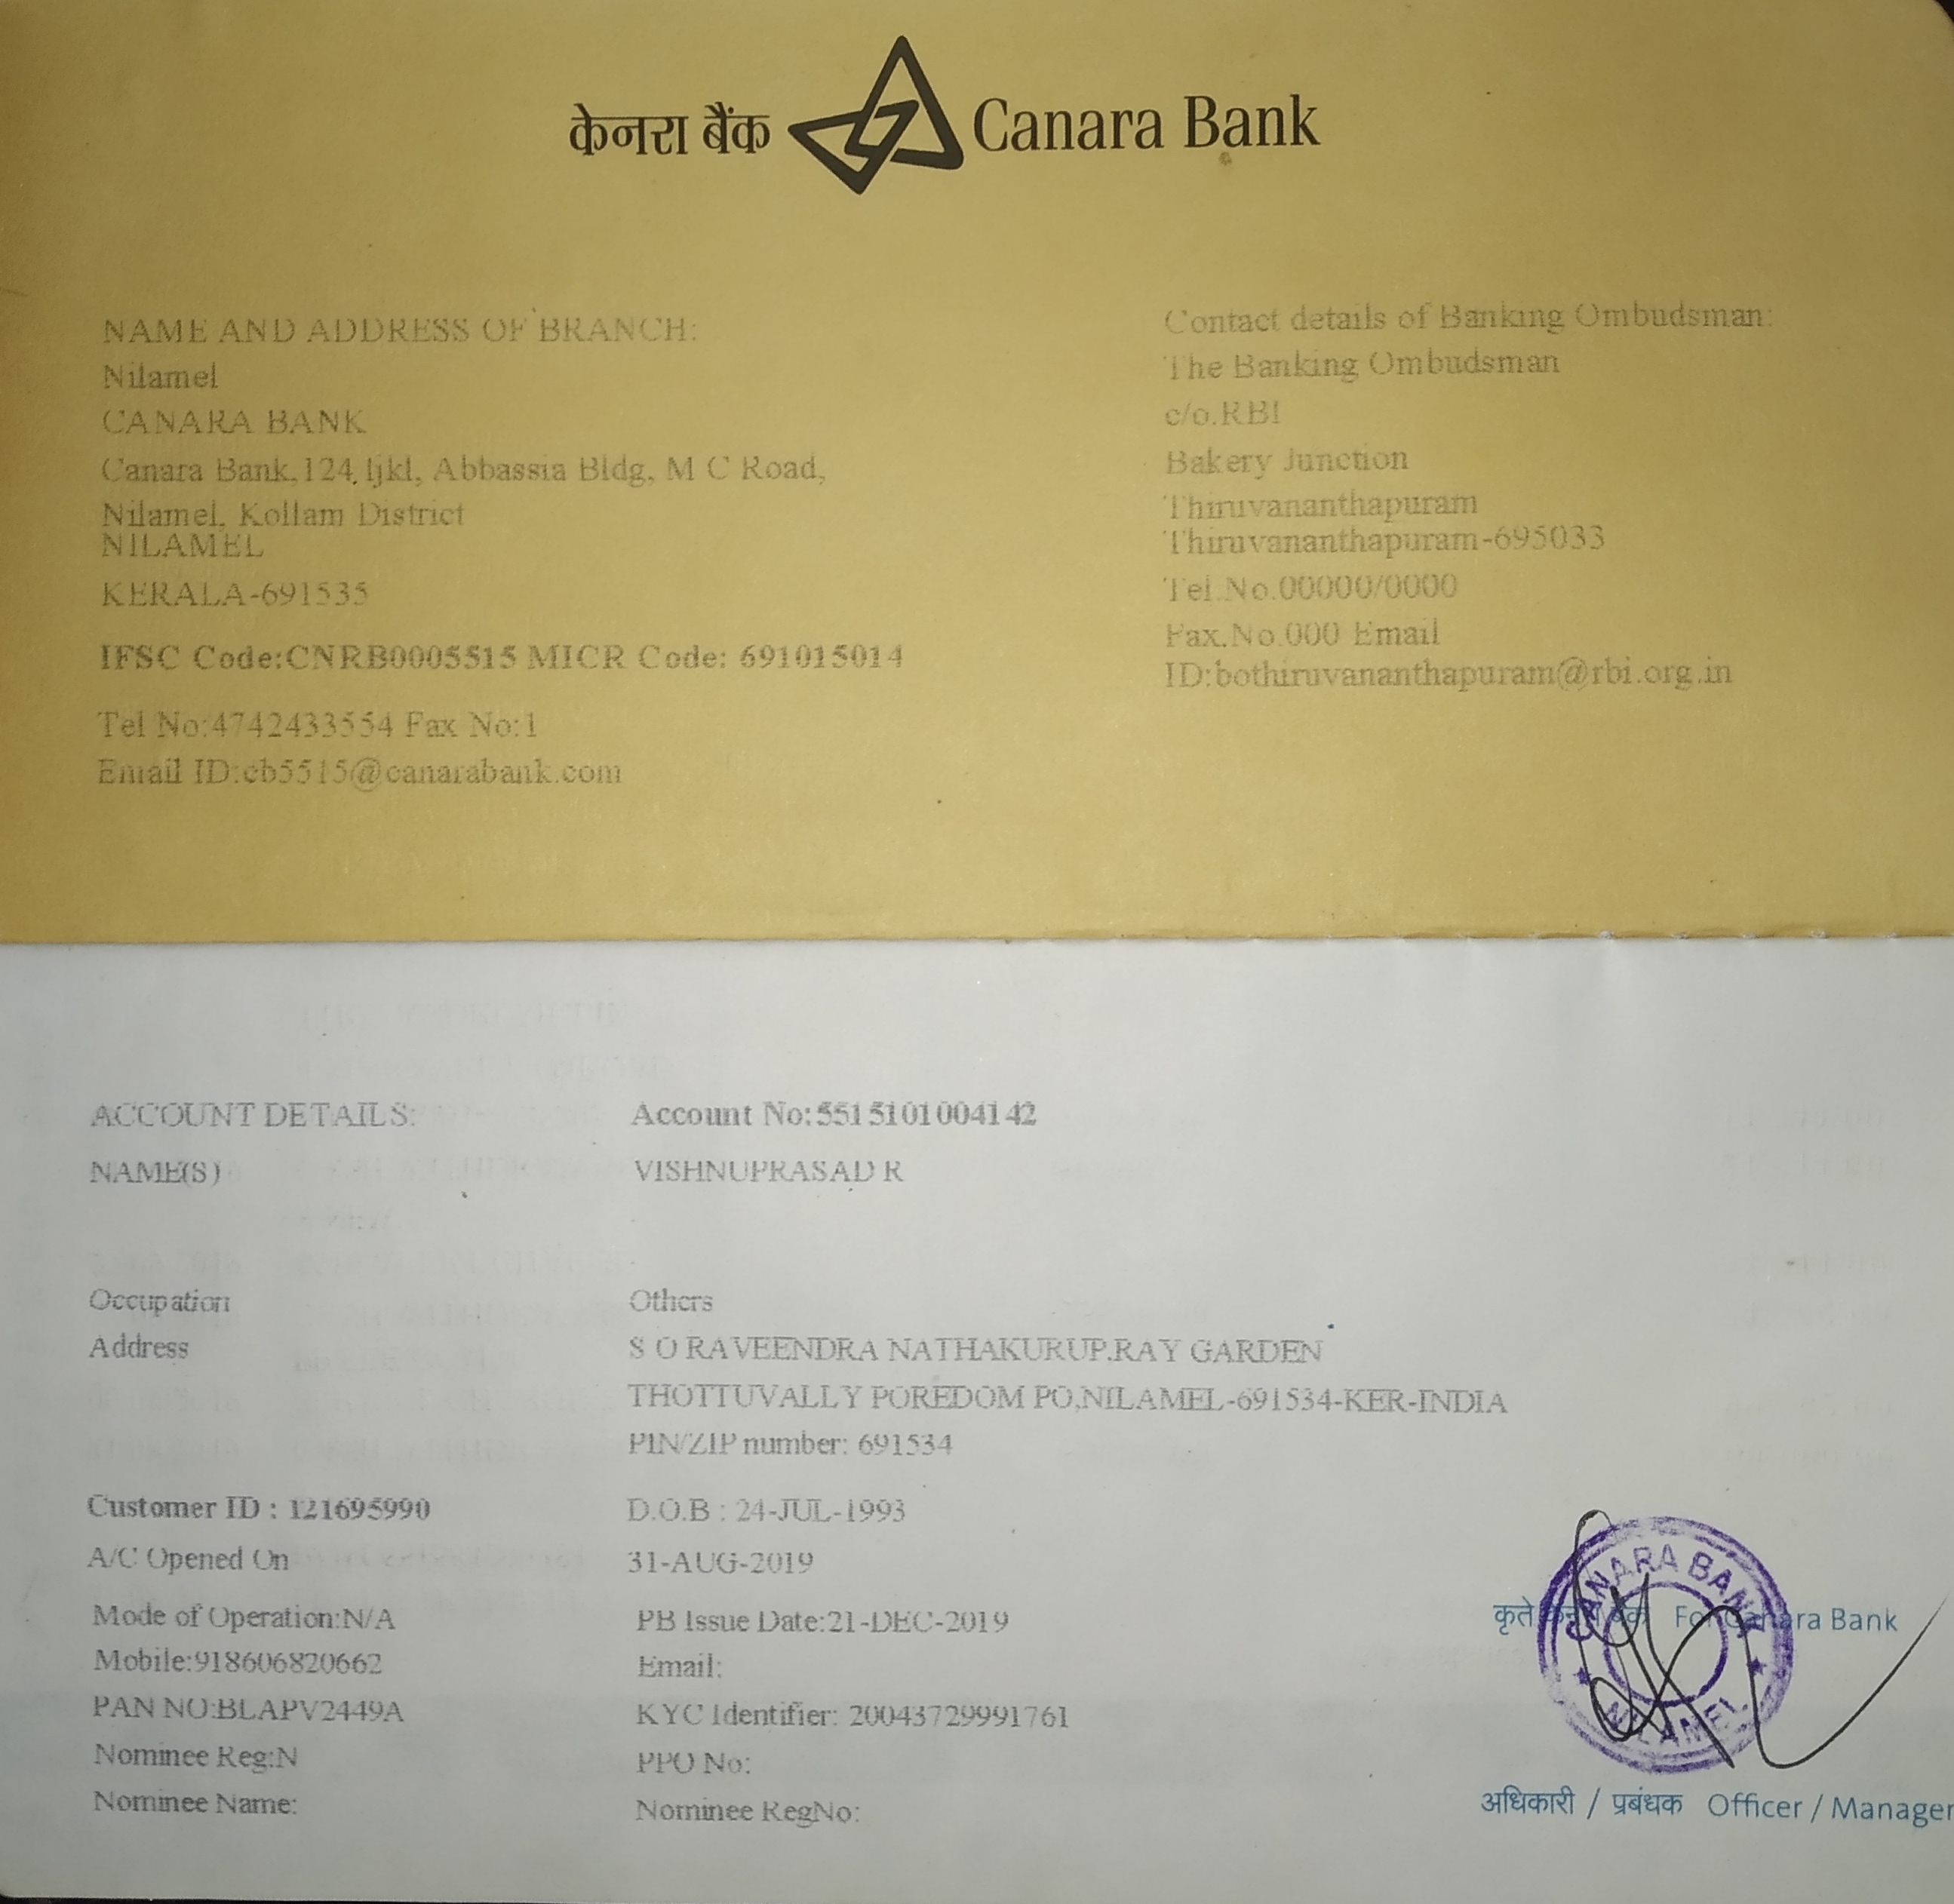 केनरा बैंक Canara Bank
NAME AND ADDRESS OF BRANCH:
Nilamel
CANARA BANK
Canara Bank,124, Ijkl, Abbassia Bldg, M C Road,
Nilamel, Kollam District
NILAMEL
KERALA-691535
IFSC Code:CNRB0005515 MICR Code: 691015014
Tel No:4742433554 Fax No:1
Email ID:cb5515@canarabank.com
Contact details of Banking Ombudsman:
The Banking Ombudsman
c/o.RBI
Bakery Junction
Thiruvananthapuram
Thiruvananthapuram-695033
Tel.No.00000/0000
Fax.No.000 Email
ID:bothiruvananthapuram@rbi.org.in
ACCOUNT DETAILS: Account No:5515101004142
NAME(S) VISHNUPRASAD R
Occupation Others
Address S O RAVEENDRA NATHAKURUP.RAY GARDEN
THOTTUVALLY POREDOM PO,NILAMEL-691534-KER-INDIA
PIN/ZIP number: 691534
Customer ID : 121695990 D.O.B : 24-JUL-1993
A/C Opened On 31-AUG-2019
Mode of Operation:N/A PB Issue Date:21-DEC-2019
Mobile:918606820662 Email:
PAN NO:BLAPV2449A KYC Identifier: 20043729991761
Nominee Reg:N PPO No:
Nominee Name: Nominee RegNo:
कृते केनरा बैंक For Canara Bank
CANARA BANK
NILAMEL
अधिकारी / प्रबंधक Officer / Manager